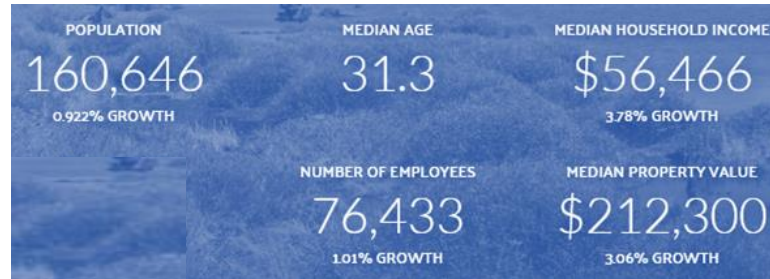 POPULATION
160,646
0.922% GROWTH
MEDIAN AGE
31.3
MEDIAN HOUSEHOLD INCOME
$56,466
3.78% GROWTH
NUMBER OF EMPLOYEES
76,433
1.01% GROWTH
MEDIAN PROPERTY VALUE
$212,300
3.06% GROWTH